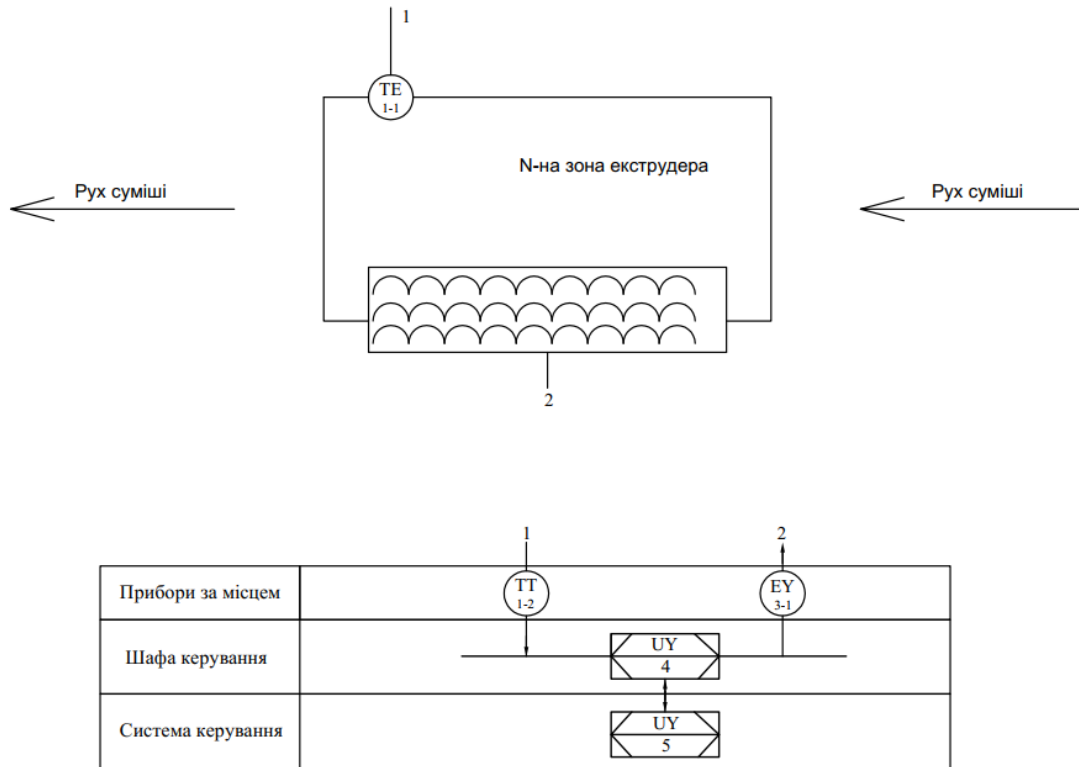 1
TE
1-1
N-на зона екструдера
Рух суміші
Рух суміші
2
1
2
Прибори за місцем
TT
1-2
EY
3-1
Шафа керування
UY
4
Система керування
UY
5